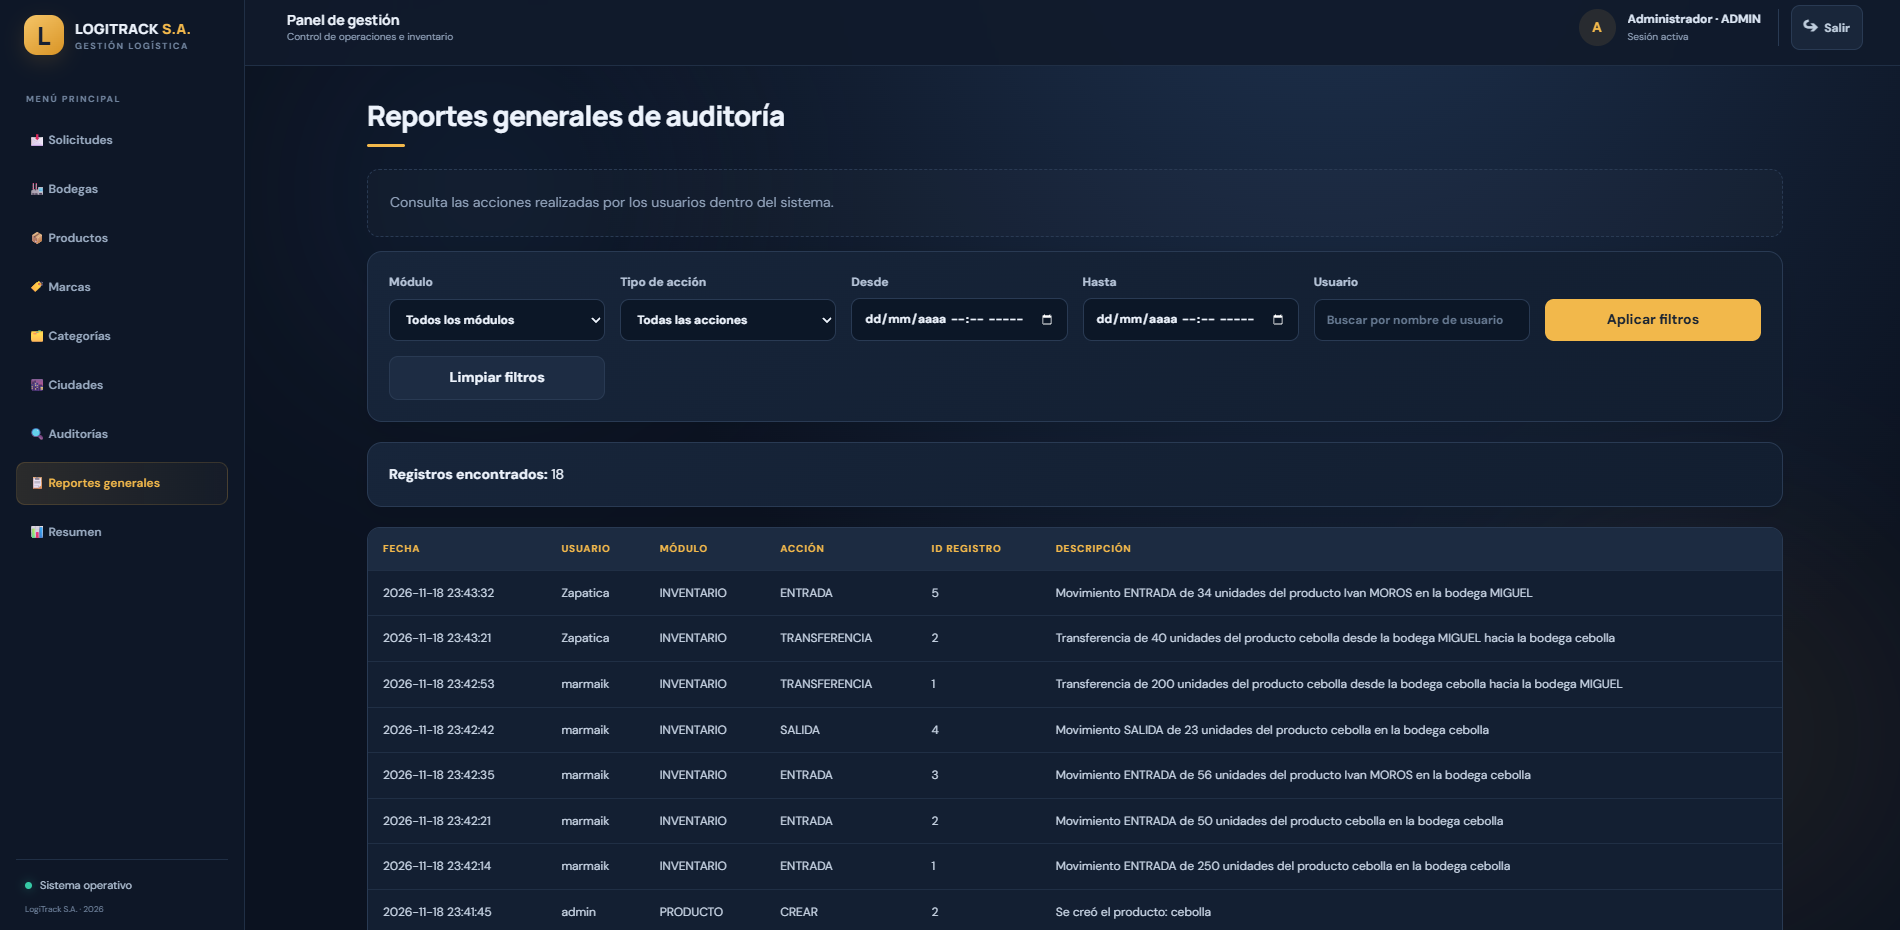 L
LOGITRACK S.A.
GESTIÓN LOGÍSTICA
MENÚ PRINCIPAL
Solicitudes
Bodegas
Productos
Marcas
Categorías
Ciudades
Auditorías
Reportes generales
Resumen
Sistema operativo
LogiTrack S.A. · 2026
Panel de gestión
Control de operaciones e inventario
A
Administrador · ADMIN
Sesión activa
Salir
Reportes generales de auditoría
Consulta las acciones realizadas por los usuarios dentro del sistema.
Módulo Tipo de acción Desde Hasta Usuario
Todos los módulos Todas las acciones dd/mm/aaaa --:-- ----- dd/mm/aaaa --:-- ----- Buscar por nombre de usuario Aplicar filtros
Limpiar filtros
Registros encontrados: 18
FECHA USUARIO MÓDULO ACCIÓN ID REGISTRO DESCRIPCIÓN
2026-11-18 23:43:32 Zapatica INVENTARIO ENTRADA 5 Movimiento ENTRADA de 34 unidades del producto Ivan MOROS en la bodega MIGUEL
2026-11-18 23:43:21 Zapatica INVENTARIO TRANSFERENCIA 2 Transferencia de 40 unidades del producto cebolla desde la bodega MIGUEL hacia la bodega cebolla
2026-11-18 23:42:53 marmaik INVENTARIO TRANSFERENCIA 1 Transferencia de 200 unidades del producto cebolla desde la bodega cebolla hacia la bodega MIGUEL
2026-11-18 23:42:42 marmaik INVENTARIO SALIDA 4 Movimiento SALIDA de 23 unidades del producto cebolla en la bodega cebolla
2026-11-18 23:42:35 marmaik INVENTARIO ENTRADA 3 Movimiento ENTRADA de 56 unidades del producto Ivan MOROS en la bodega cebolla
2026-11-18 23:42:21 marmaik INVENTARIO ENTRADA 2 Movimiento ENTRADA de 50 unidades del producto cebolla en la bodega cebolla
2026-11-18 23:42:14 marmaik INVENTARIO ENTRADA 1 Movimiento ENTRADA de 250 unidades del producto cebolla en la bodega cebolla
2026-11-18 23:41:45 admin PRODUCTO CREAR 2 Se creó el producto: cebolla